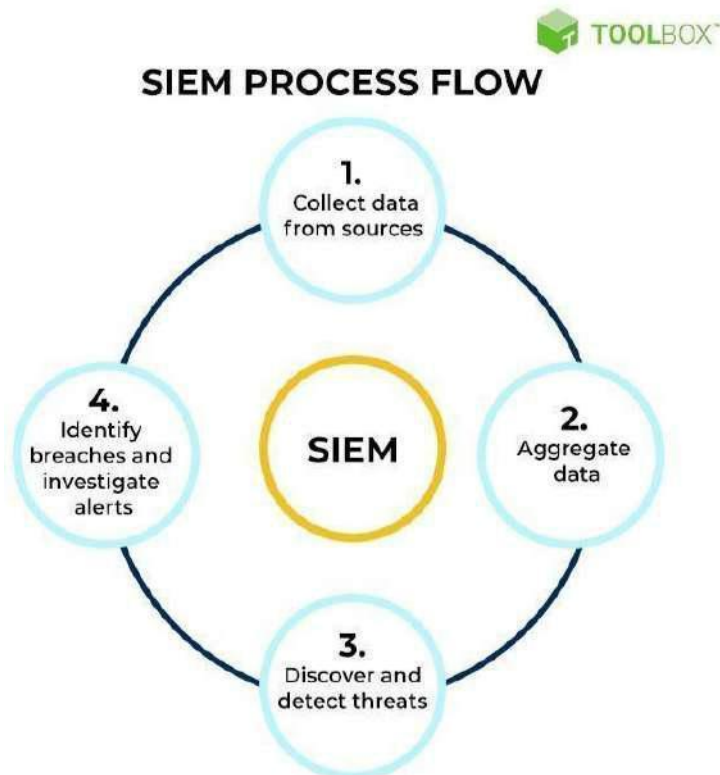 TOOLBOX™
SIEM PROCESS FLOW
1.
Collect data
from sources
2.
Aggregate
data
3.
Discover and
detect threats
4.
Identify
breaches and
investigate
alerts
SIEM